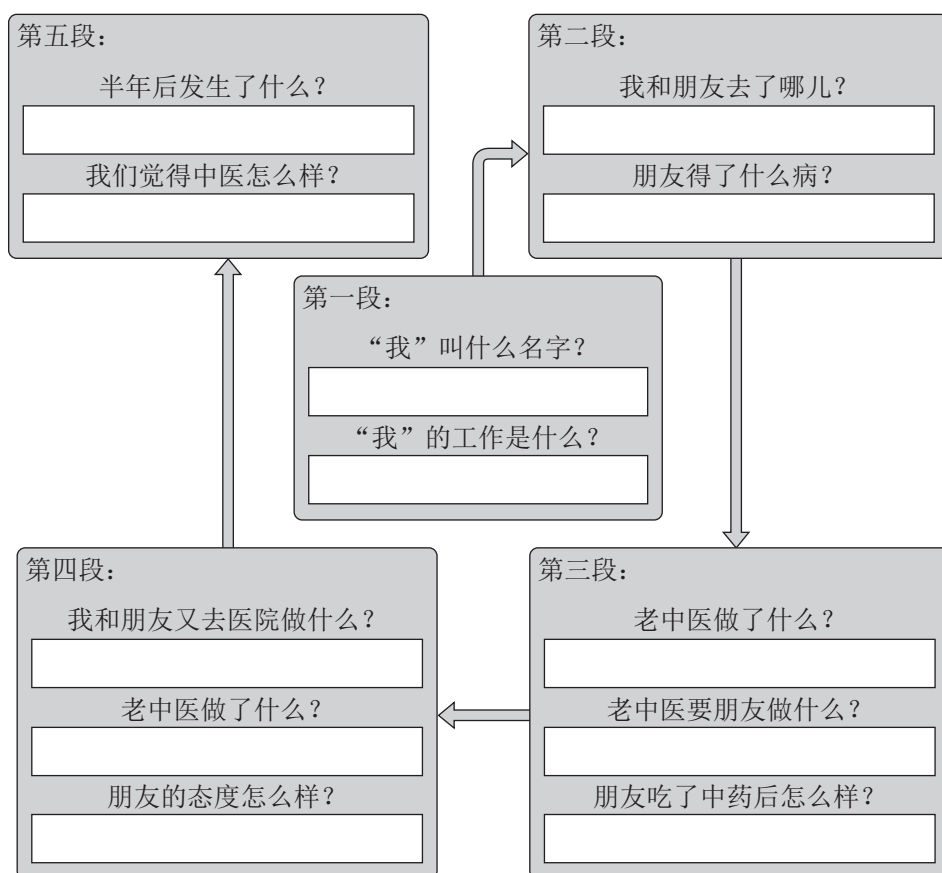 第五段：
半年后发生了什么？
我们觉得中医怎么样？
第二段：
我和朋友去了哪儿？
朋友得了什么病？
第一段：
“我”叫什么名字？
“我”的工作是什么？
第四段：
我和朋友又去医院做什么？
老中医做了什么？
朋友的态度怎么样？
第三段：
老中医做了什么？
老中医要朋友做什么？
朋友吃了中药后怎么样？